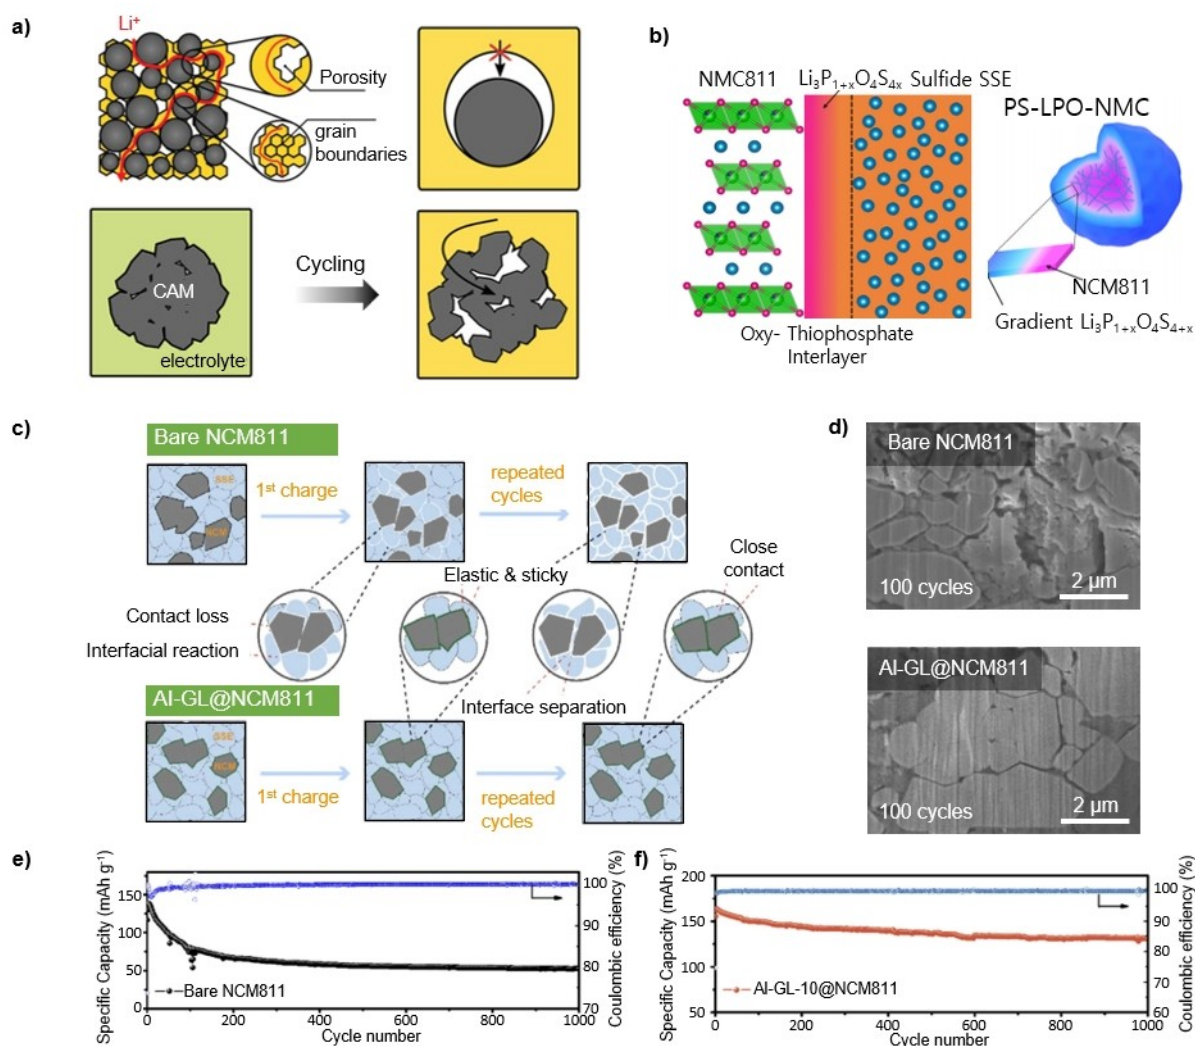 a)
Li⁺
Porosity
grain
boundaries
CAM
electrolyte
Cycling
b)
NMC811
Li₃P₁₊ₓO₄S₄ₓ Sulfide SSE
PS-LPO-NMC
NCM811
Gradient Li₃P₁₊ₓO₄S₄₊ₓ
Oxy- Thiophosphate
Interlayer
c)
Bare NCM811
SSE
NCM
1st charge
repeated
cycles
Elastic & sticky
Close
contact
Contact loss
Interfacial reaction
Interface separation
Al-GL@NCM811
SSE
NCM
1st charge
repeated
cycles
d)
Bare NCM811
100 cycles
2 µm
Al-GL@NCM811
100 cycles
2 µm
e)
Specific Capacity (mAh g⁻¹)
150
100
50
0
Bare NCM811
0 200 400 600 800 1000
Cycle number
100
90
80
70
Coulombic efficiency (%)
f)
Specific Capacity (mAh g⁻¹)
200
150
100
50
Al-GL-10@NCM811
0 200 400 600 800 1000
Cycle number
100
90
80
70
60
Coulombic efficiency (%)